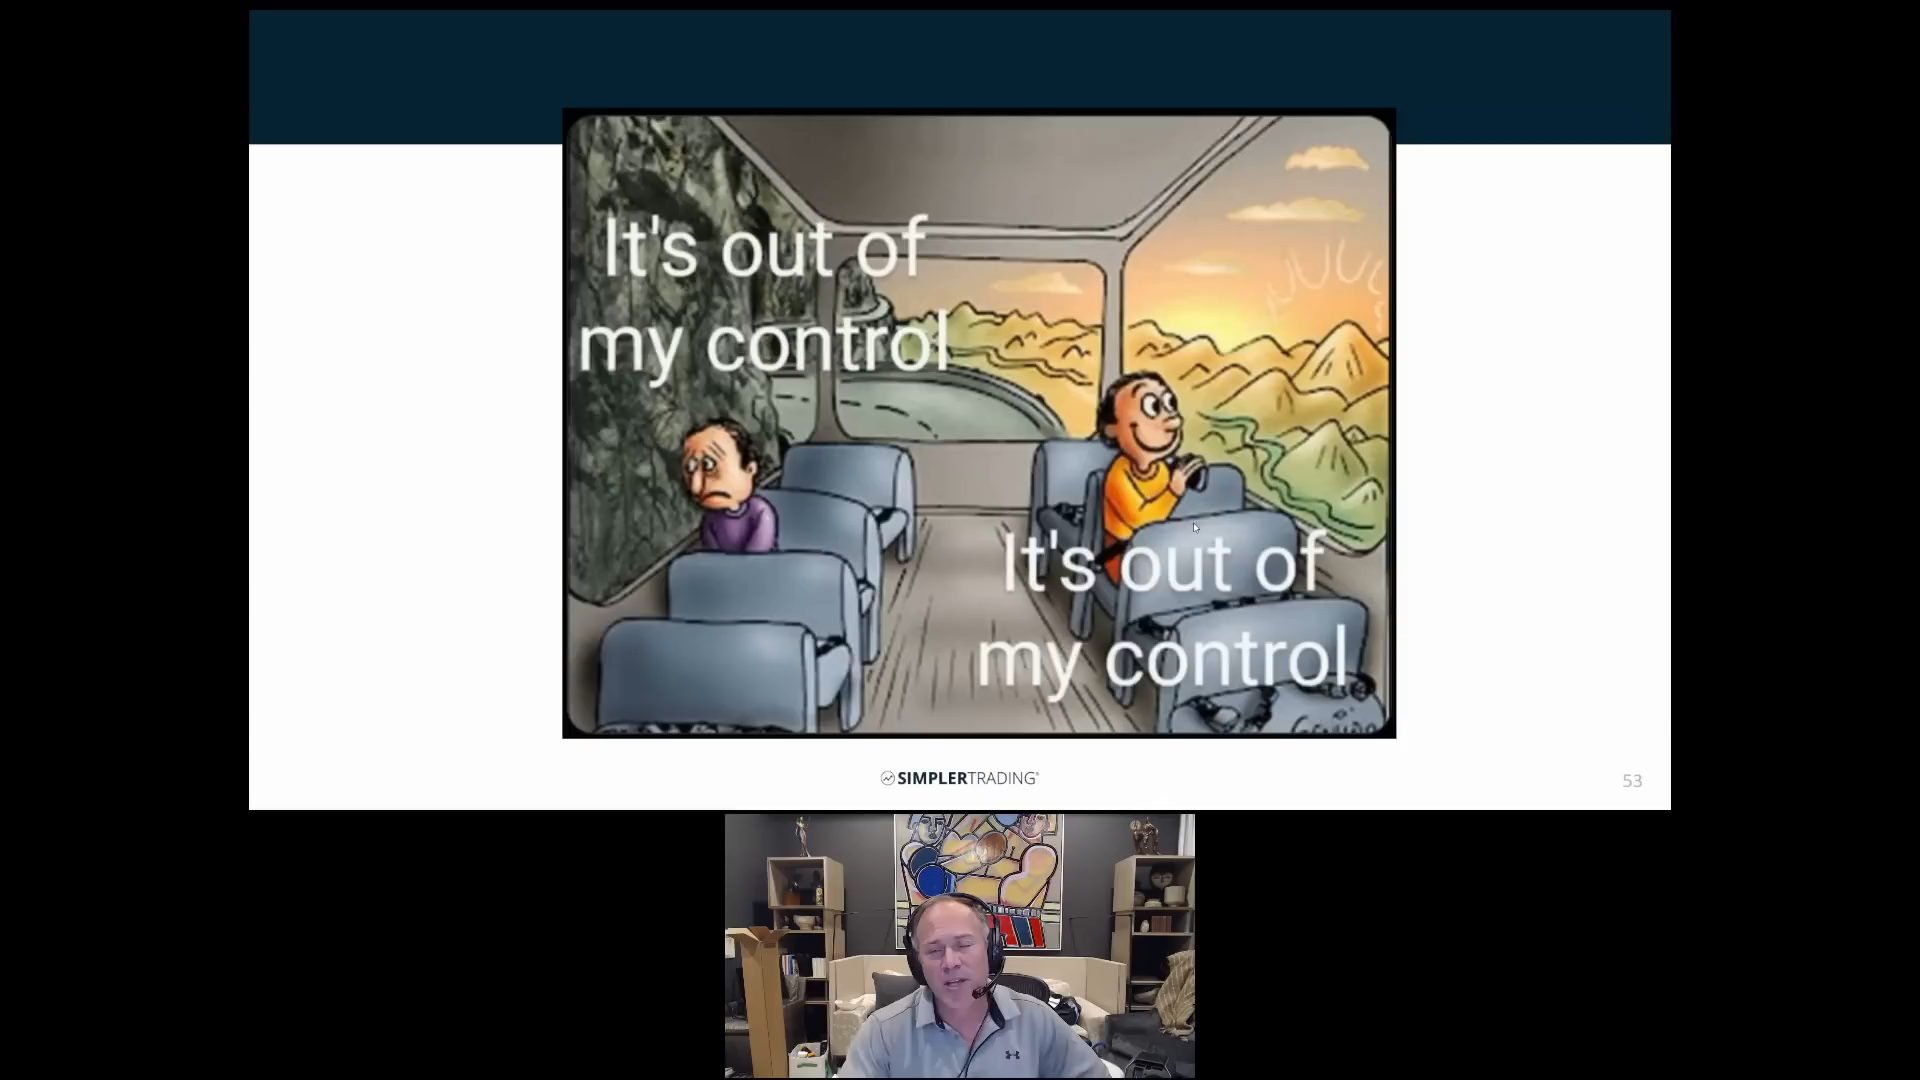 It's out of
my control
It's out of
my control
SIMPLERTRADING
53